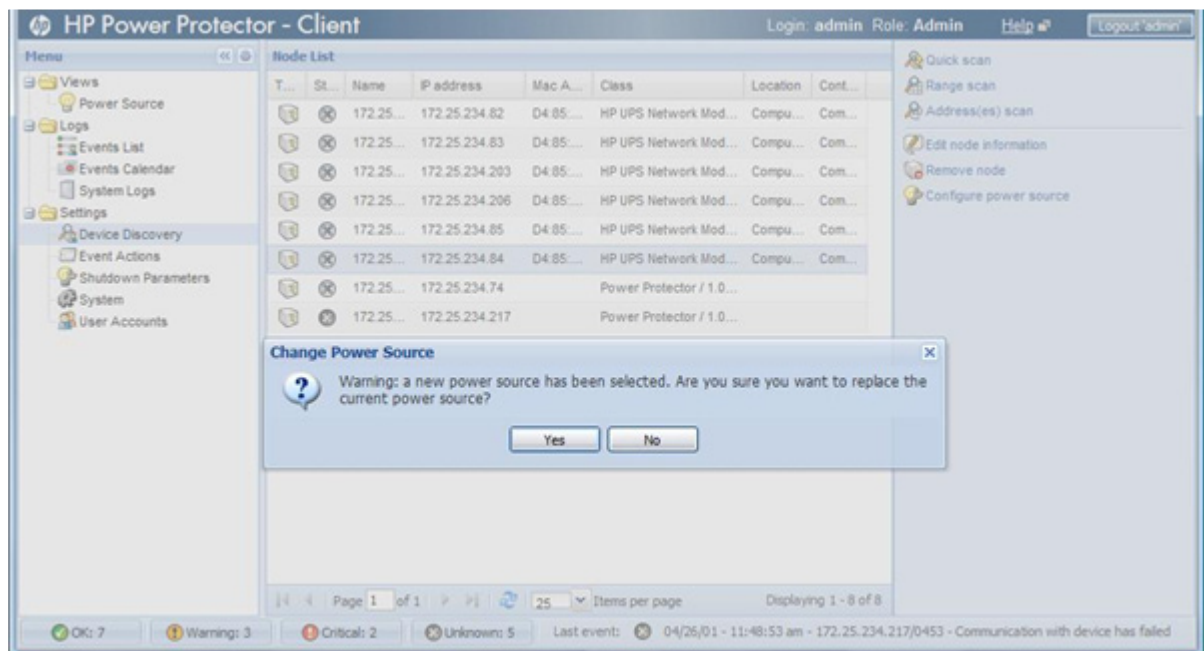 HP Power Protector - Client Login: admin Role: Admin Help Logout 'admin'
Menu
Views
Power Source
Logs
Events List
Events Calendar
System Logs
Settings
Device Discovery
Event Actions
Shutdown Parameters
System
User Accounts
Node List
T... St... Name IP address Mac A... Class Location Cont...
172.25... 172.25.234.82 D4:85:... HP UPS Network Mod... Compu... Com...
172.25... 172.25.234.83 D4:85:... HP UPS Network Mod... Compu... Com...
172.25... 172.25.234.203 D4:85:... HP UPS Network Mod... Compu... Com...
172.25... 172.25.234.206 D4:85:... HP UPS Network Mod... Compu... Com...
172.25... 172.25.234.85 D4:85:... HP UPS Network Mod... Compu... Com...
172.25... 172.25.234.84 D4:85:... HP UPS Network Mod... Compu... Com...
172.25... 172.25.234.74 Power Protector / 1.0...
172.25... 172.25.234.217 Power Protector / 1.0...
Quick scan
Range scan
Address(es) scan
Edit node information
Remove node
Configure power source
Change Power Source
Warning: a new power source has been selected. Are you sure you want to replace the
current power source?
Yes No
Page 1 of 1 25 Items per page Displaying 1 - 8 of 8
OK: 7 Warning: 3 Critical: 2 Unknown: 5 Last event: 04/26/01 - 11:48:53 am - 172.25.234.217/0453 - Communication with device has failed